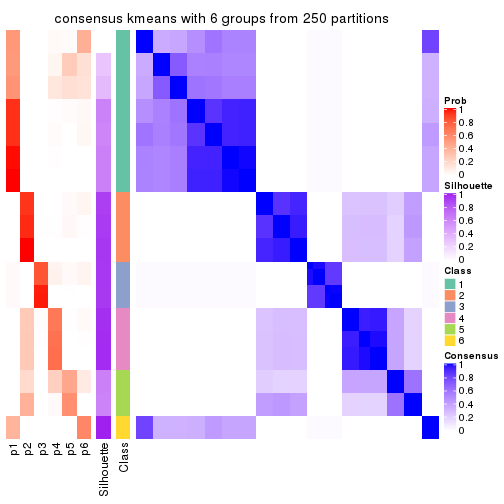 consensus kmeans with 6 groups from 250 partitions
Prob
1
0.8
0.6
0.4
0.2
0
Silhouette
1
0.8
0.6
0.4
0.2
0
Class
1
2
3
4
5
6
Consensus
1
0.8
0.6
0.4
0.2
0
p1
p2
p3
p4
p5
p6
Silhouette
Class